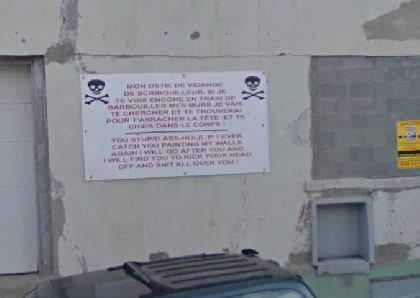 MON OSTIE DE VIDANGE
DE SCRIBOUILLEUR, SI JE
TE VOIS ENCORE EN TRAIN DE
BARBOUILLER MES MURS JE VAIS
TE CHERCHER ET TE TROUVERAI
POUR T'ARRACHER LA TÊTE ET TE
CHIER DANS LE CORPS !
YOU STUPID ASS-HOLE, IF I EVER
CATCH YOU PAINTING MY WALLS
AGAIN I WILL GO AFTER YOU AND
I WILL FIND YOU TO KICK YOUR HEAD
OFF AND SHIT ALL OVER YOU !